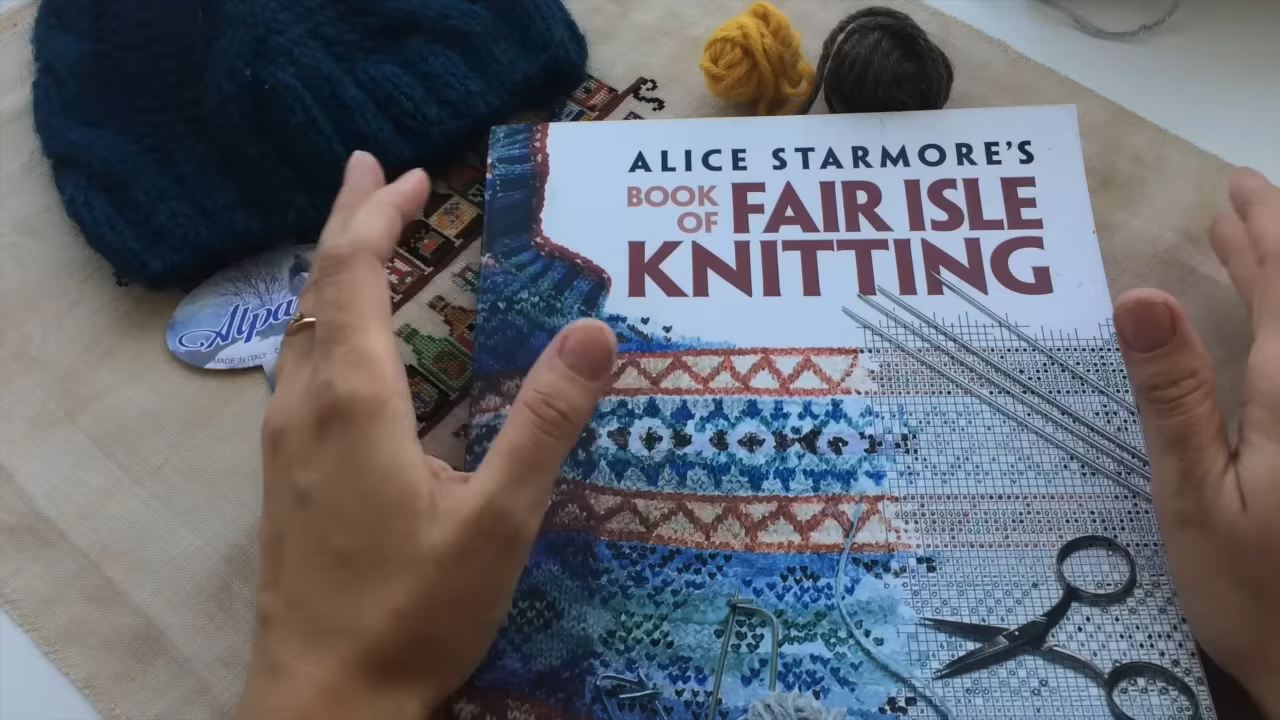 ALICE STARMORE'S
BOOK
OF
FAIR ISLE
KNITTING
Alpa
MADE IN ITALY